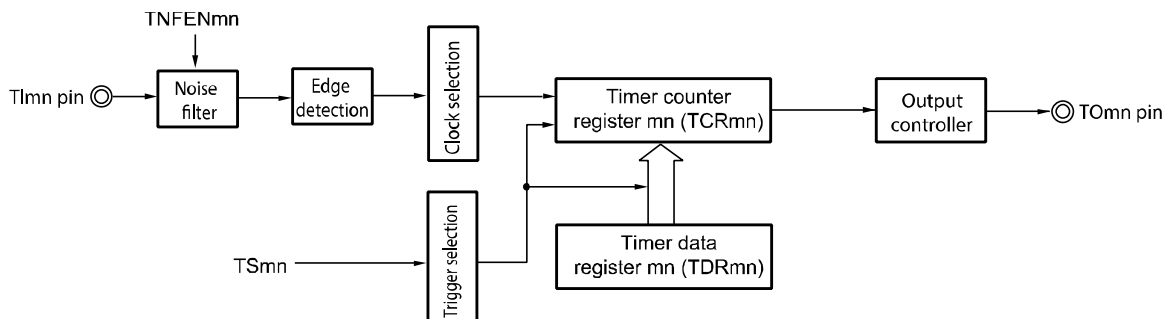 TNFENmn
TImn pin
Noise
filter
Edge
detection
Clock selection
Timer counter
register mn (TCRmn)
Output
controller
TOmn pin
TSmn
Trigger selection
Timer data
register mn (TDRmn)